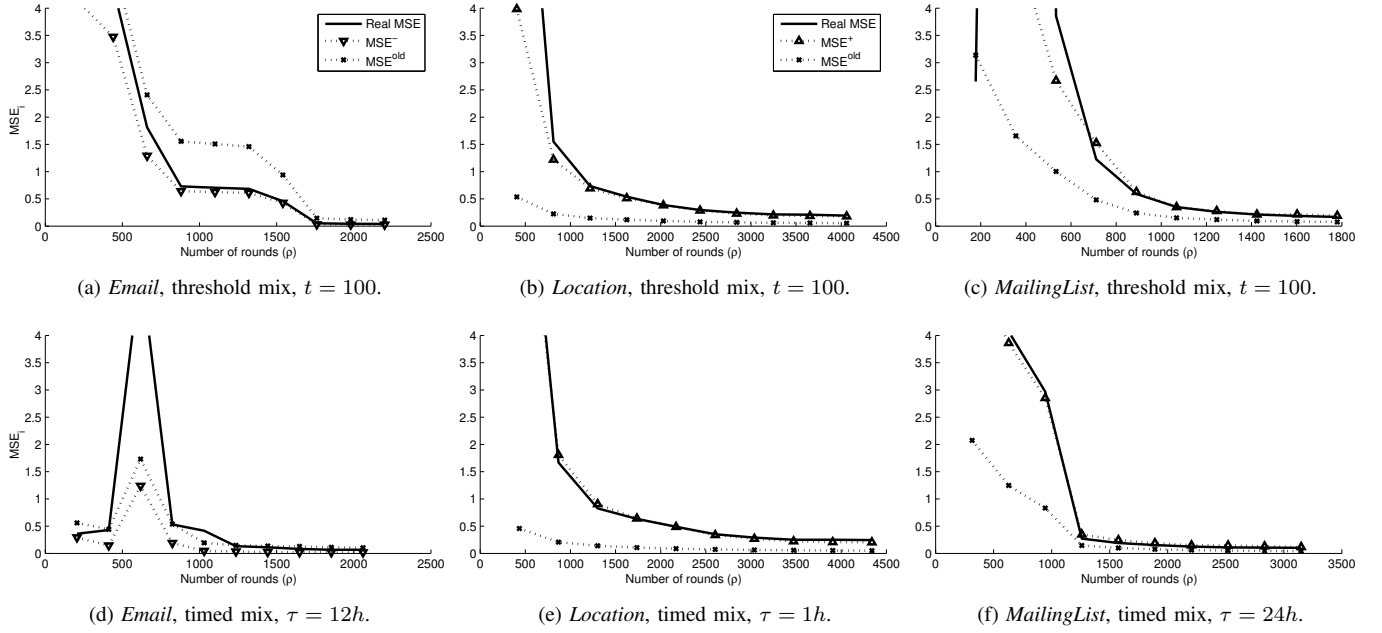 4
3.5
3
2.5
2
1.5
1
0.5
0
MSE_i
0 500 1000 1500 2000 2500
Number of rounds (ρ)
Real MSE
MSE⁻
MSE^old
(a) Email, threshold mix, t = 100.
4
3.5
3
2.5
2
1.5
1
0.5
0
0 500 1000 1500 2000 2500 3000 3500 4000 4500
Number of rounds (ρ)
Real MSE
MSE⁺
MSE^old
(b) Location, threshold mix, t = 100.
4
3.5
3
2.5
2
1.5
1
0.5
0
0 200 400 600 800 1000 1200 1400 1600 1800
Number of rounds (ρ)
(c) MailingList, threshold mix, t = 100.
4
3.5
3
2.5
2
1.5
1
0.5
0
MSE_i
0 500 1000 1500 2000 2500
Number of rounds (ρ)
(d) Email, timed mix, τ = 12h.
4
3.5
3
2.5
2
1.5
1
0.5
0
0 500 1000 1500 2000 2500 3000 3500 4000 4500
Number of rounds (ρ)
(e) Location, timed mix, τ = 1h.
4
3.5
3
2.5
2
1.5
1
0.5
0
0 500 1000 1500 2000 2500 3000 3500
Number of rounds (ρ)
(f) MailingList, timed mix, τ = 24h.